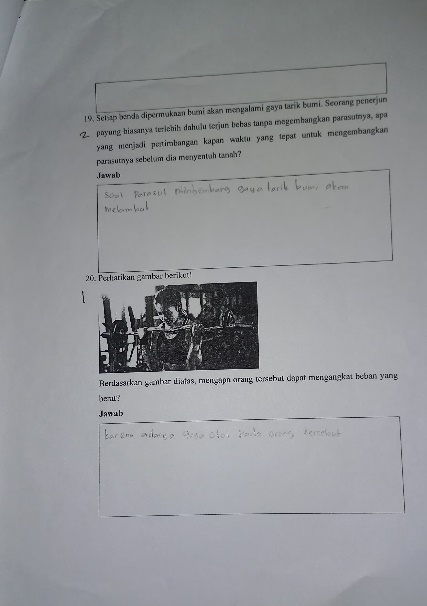 19. Setiap benda dipermukaan bumi akan mengalami gaya tarik bumi. Seorang penerjun
2 payung biasanya terlebih dahulu terjun bebas tanpa megembangkan parasutnya, apa
yang menjadi pertimbangan kapan waktu yang tepat untuk mengembangkan
parasutnya sebelum dia menyentuh tanah?
Jawab
Saat Parasut mengembang gaya tarik bumi akan
melambat
20. Perhatikan gambar berikut!
1
Berdasarkan gambar diatas, mengapa orang tersebut dapat mengangkat beban yang
berat?
Jawab
karena adanya gaya otot pada orang tersebut